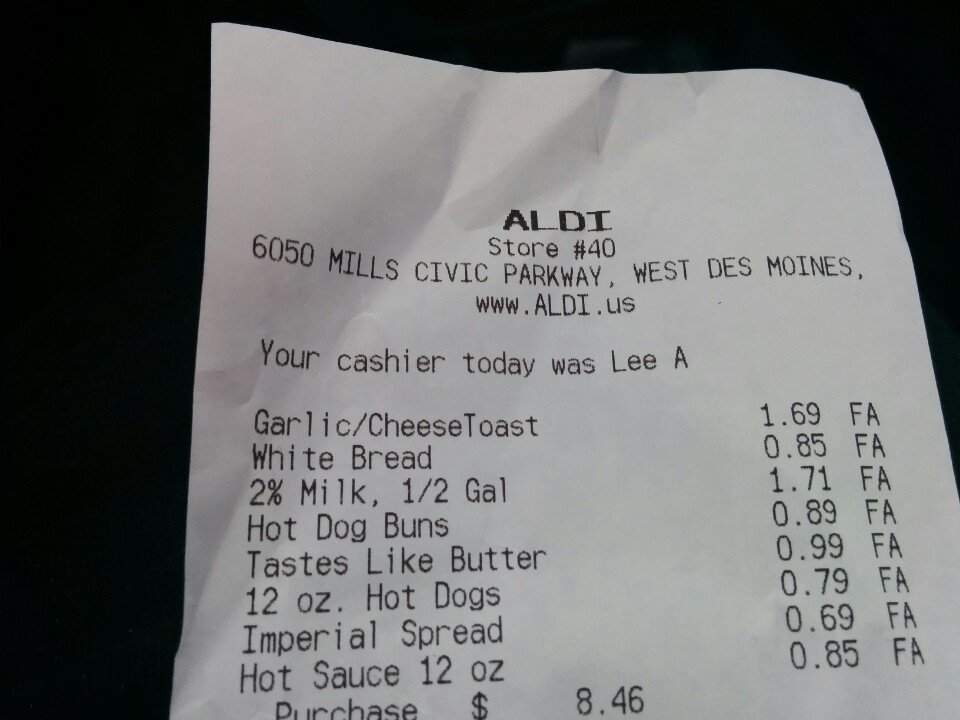 ALDI
Store #40
6050 MILLS CIVIC PARKWAY, WEST DES MOINES,
www.ALDI.us
Your cashier today was Lee A
Garlic/CheeseToast 1.69 FA
White Bread 0.85 FA
2% Milk, 1/2 Gal 1.71 FA
Hot Dog Buns 0.89 FA
Tastes Like Butter 0.99 FA
12 oz. Hot Dogs 0.79 FA
Imperial Spread 0.69 FA
Hot Sauce 12 oz 0.85 FA
Purchase $ 8.46